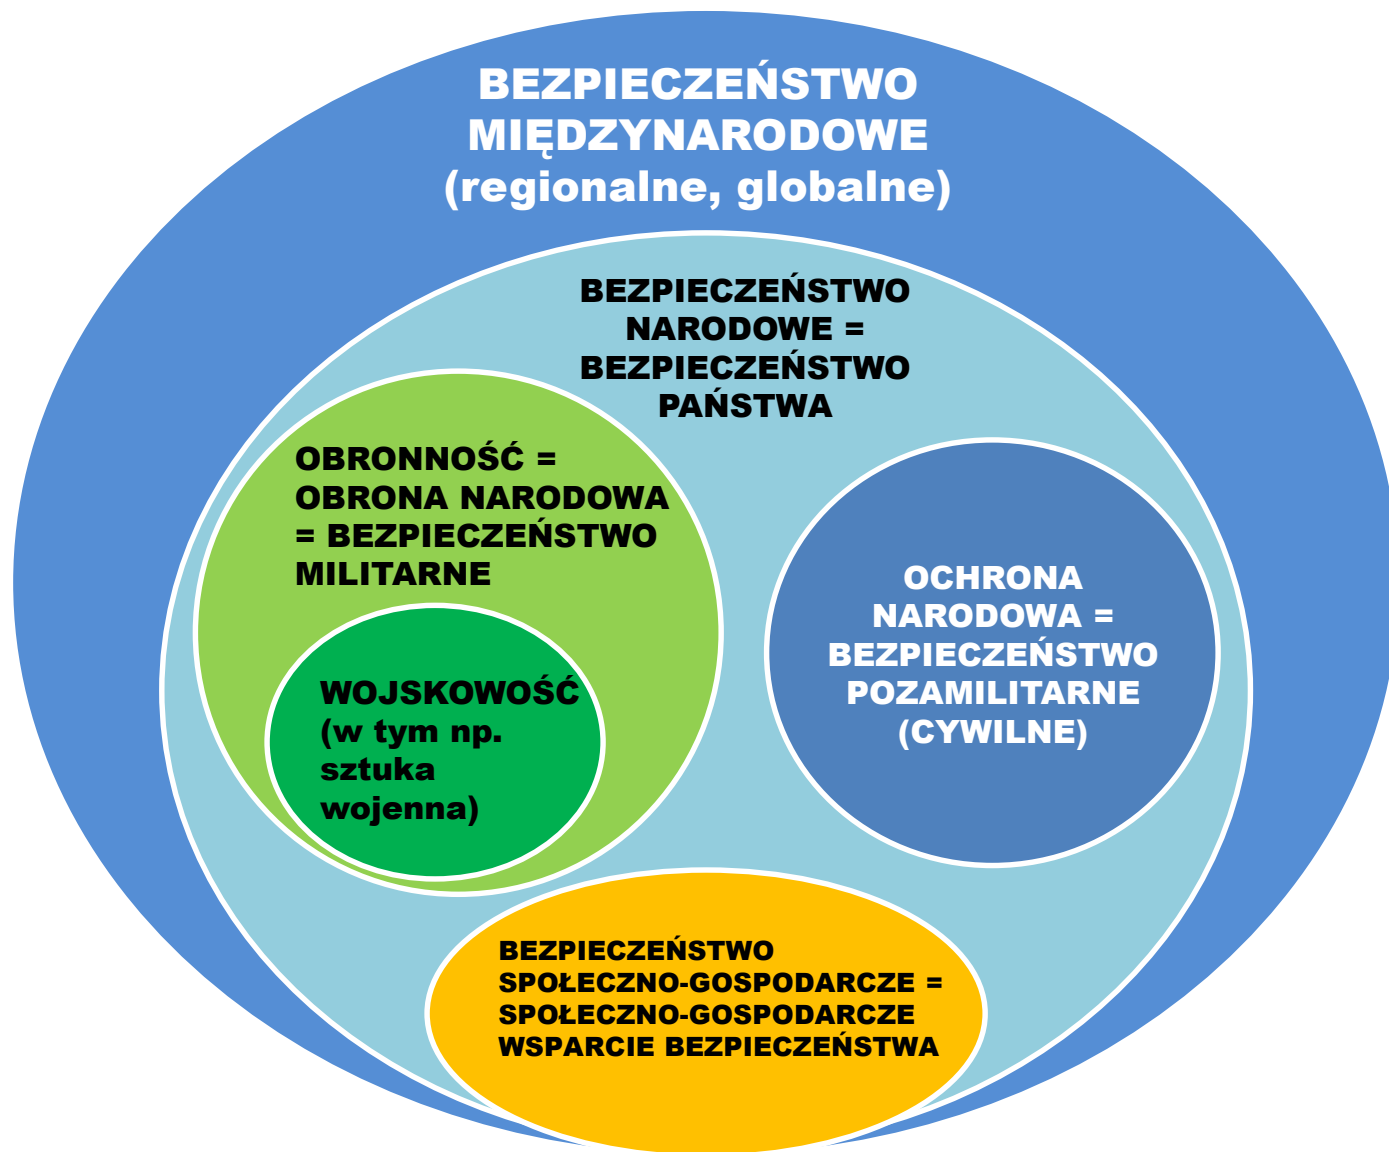 BEZPIECZEŃSTWO
MIĘDZYNARODOWE
(regionalne, globalne)
BEZPIECZEŃSTWO
NARODOWE =
BEZPIECZEŃSTWO
PAŃSTWA
OBRONNOŚĆ =
OBRONA NARODOWA
= BEZPIECZEŃSTWO
MILITARNE
WOJSKOWOŚĆ
(w tym np.
sztuka
wojenna)
OCHRONA
NARODOWA =
BEZPIECZEŃSTWO
POZAMILITARNE
(CYWILNE)
BEZPIECZEŃSTWO
SPOŁECZNO-GOSPODARCZE =
SPOŁECZNO-GOSPODARCZE
WSPARCIE BEZPIECZEŃSTWA